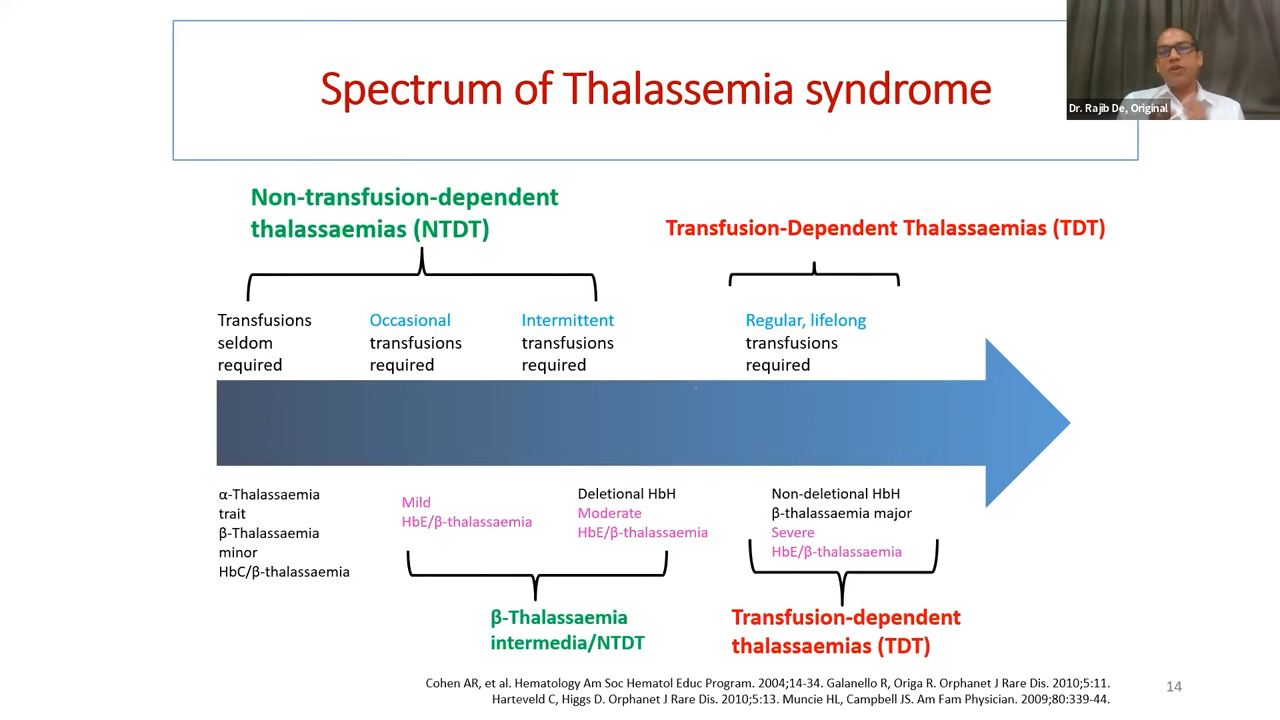 Spectrum of Thalassemia syndrome
Dr. Rajib De, Original
Non-transfusion-dependent
thalassaemias (NTDT)
Transfusion-Dependent Thalassaemias (TDT)
Transfusions
seldom
required
Occasional
transfusions
required
Intermittent
transfusions
required
Regular, lifelong
transfusions
required
α-Thalassaemia
trait
β-Thalassaemia
minor
HbC/β-thalassaemia
Mild
HbE/β-thalassaemia
Deletional HbH
Moderate
HbE/β-thalassaemia
Non-deletional HbH
β-thalassaemia major
Severe
HbE/β-thalassaemia
β-Thalassaemia
intermedia/NTDT
Transfusion-dependent
thalassaemias (TDT)
Cohen AR, et al. Hematology Am Soc Hematol Educ Program. 2004;14-34. Galanello R, Origa R. Orphanet J Rare Dis. 2010;5:11.
Harteveld C, Higgs D. Orphanet J Rare Dis. 2010;5:13. Muncie HL, Campbell JS. Am Fam Physician. 2009;80:339-44.
14